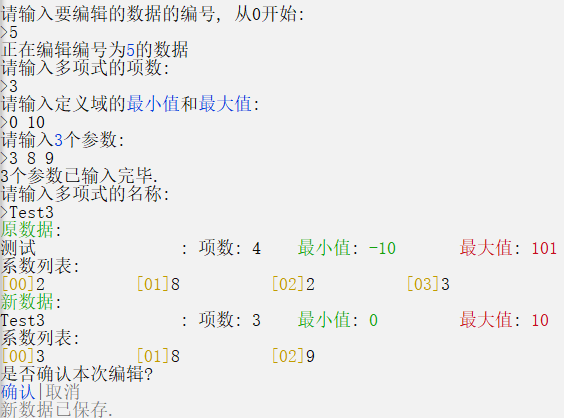 请输入要编辑的数据的编号, 从0开始:
>5
正在编辑编号为5的数据
请输入多项式的项数:
>3
请输入定义域的最小值和最大值:
>0 10
请输入3个参数:
>3 8 9
3个参数已输入完毕.
请输入多项式的名称:
>Test3
原数据:
测试 : 项数: 4 最小值: -10 最大值: 101
系数列表:
[00]2 [01]8 [02]2 [03]3
新数据:
Test3 : 项数: 3 最小值: 0 最大值: 10
系数列表:
[00]3 [01]8 [02]9
是否确认本次编辑?
确认|取消
新数据已保存.